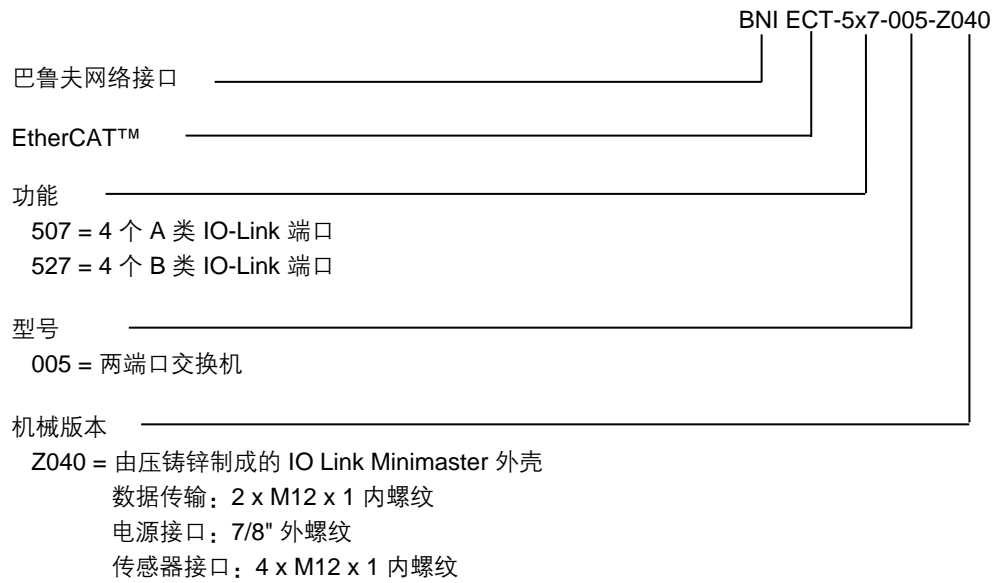 BNI ECT-5x7-005-Z040
巴鲁夫网络接口
EtherCAT™
功能
507 = 4 个 A 类 IO-Link 端口
527 = 4 个 B 类 IO-Link 端口
型号
005 = 两端口交换机
机械版本
Z040 = 由压铸锌制成的 IO Link Minimaster 外壳
数据传输：2 x M12 x 1 内螺纹
电源接口：7/8" 外螺纹
传感器接口：4 x M12 x 1 内螺纹